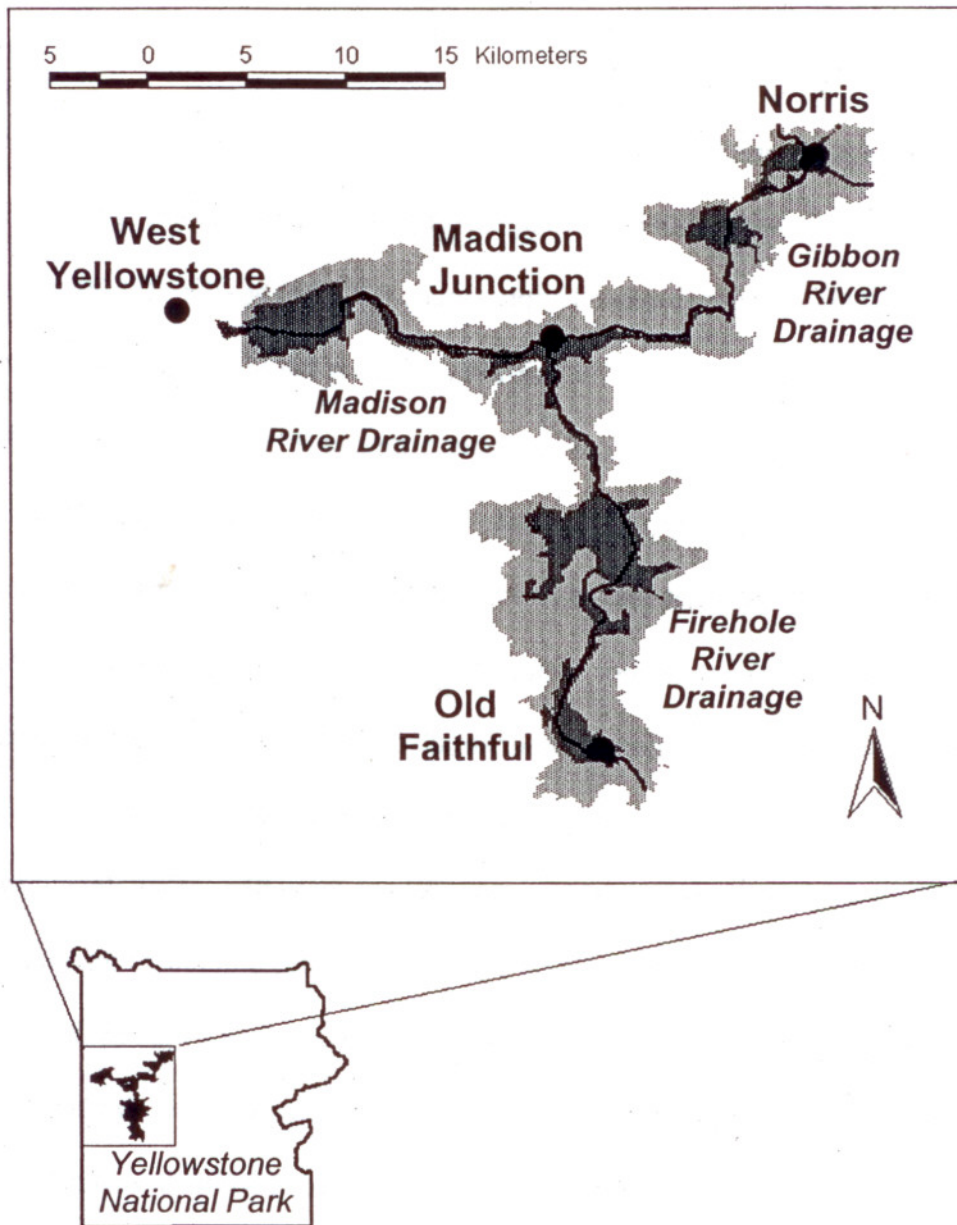 5 0 5 10 15 Kilometers
Norris
West
Yellowstone
Madison
Junction
Gibbon
River
Drainage
Madison
River Drainage
Firehole
River
Drainage
Old
Faithful
N
Yellowstone
National Park